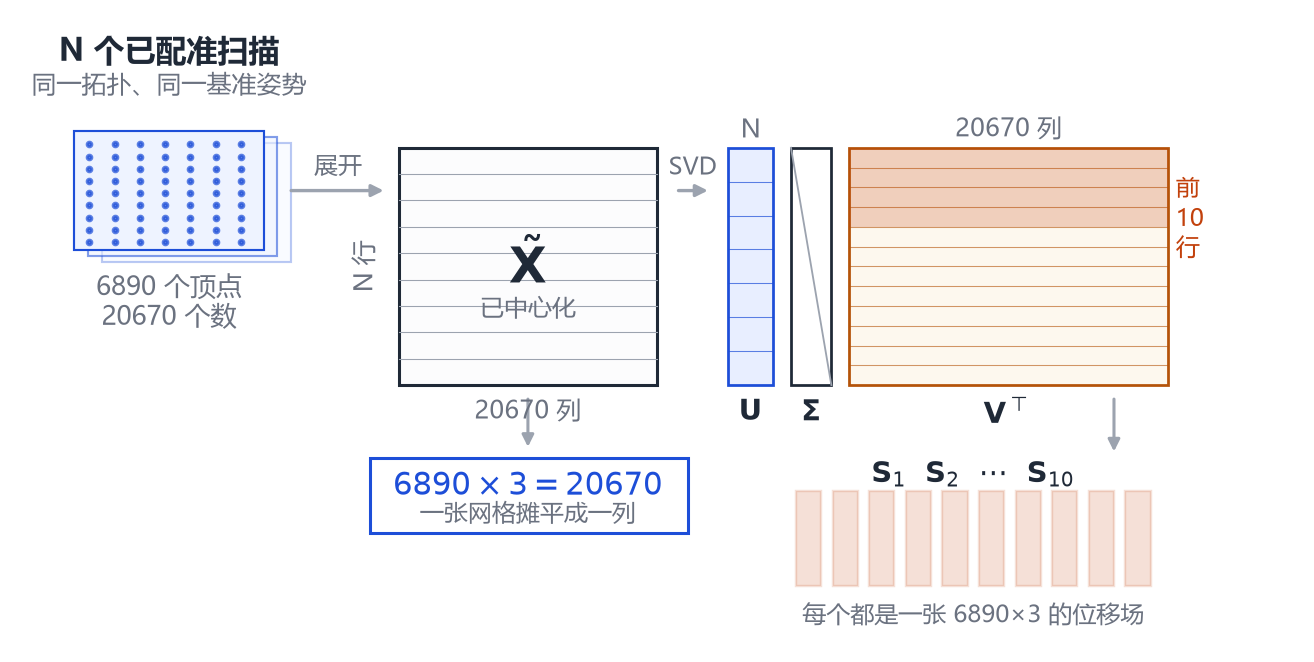 N 个已配准扫描
同一拓扑、同一基准姿势
6890 个顶点
20670 个数
展开
N 行
X̃
已中心化
20670 列
6890 × 3 = 20670
一张网格摊平成一列
SVD
N
U
Σ
20670 列
前
10
行
V⊤
S₁ S₂ ⋯ S₁₀
每个都是一张 6890×3 的位移场